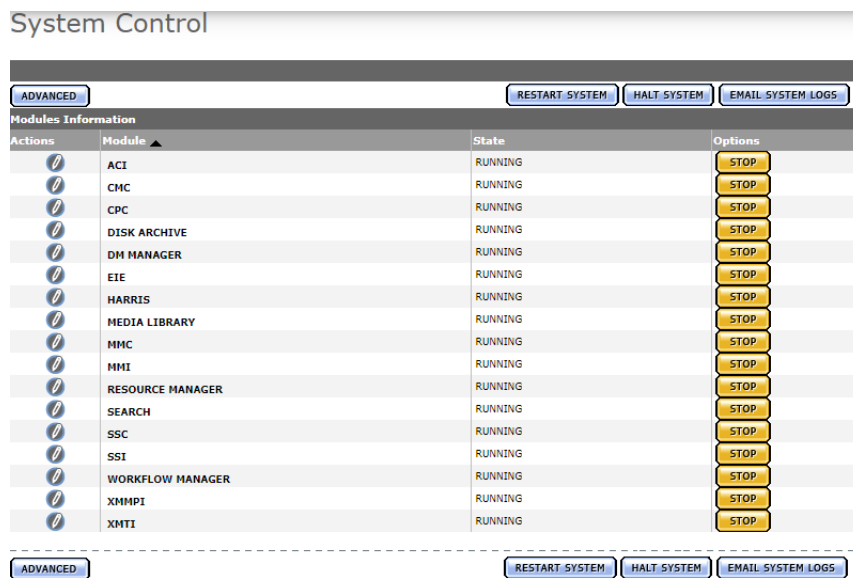 System Control
ADVANCED RESTART SYSTEM HALT SYSTEM EMAIL SYSTEM LOGS
Modules Information
Actions Module State Options
ACI RUNNING STOP
CMC RUNNING STOP
CPC RUNNING STOP
DISK ARCHIVE RUNNING STOP
DM MANAGER RUNNING STOP
EIE RUNNING STOP
HARRIS RUNNING STOP
MEDIA LIBRARY RUNNING STOP
MMC RUNNING STOP
MMI RUNNING STOP
RESOURCE MANAGER RUNNING STOP
SEARCH RUNNING STOP
SSC RUNNING STOP
SSI RUNNING STOP
WORKFLOW MANAGER RUNNING STOP
XMMPI RUNNING STOP
XMTI RUNNING STOP
ADVANCED RESTART SYSTEM HALT SYSTEM EMAIL SYSTEM LOGS